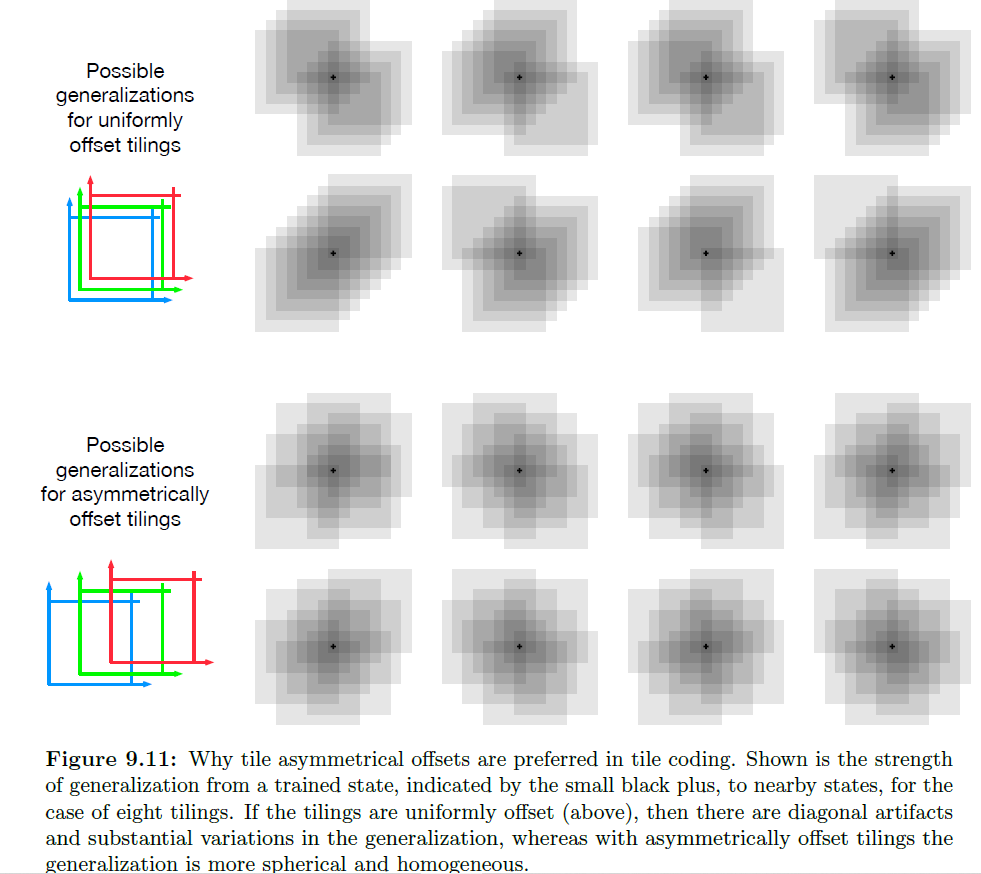 Possible
generalizations
for uniformly
offset tilings
Possible
generalizations
for asymmetrically
offset tilings
Figure 9.11: Why tile asymmetrical offsets are preferred in tile coding. Shown is the strength
of generalization from a trained state, indicated by the small black plus, to nearby states, for the
case of eight tilings. If the tilings are uniformly offset (above), then there are diagonal artifacts
and substantial variations in the generalization, whereas with asymmetrically offset tilings the
generalization is more spherical and homogeneous.